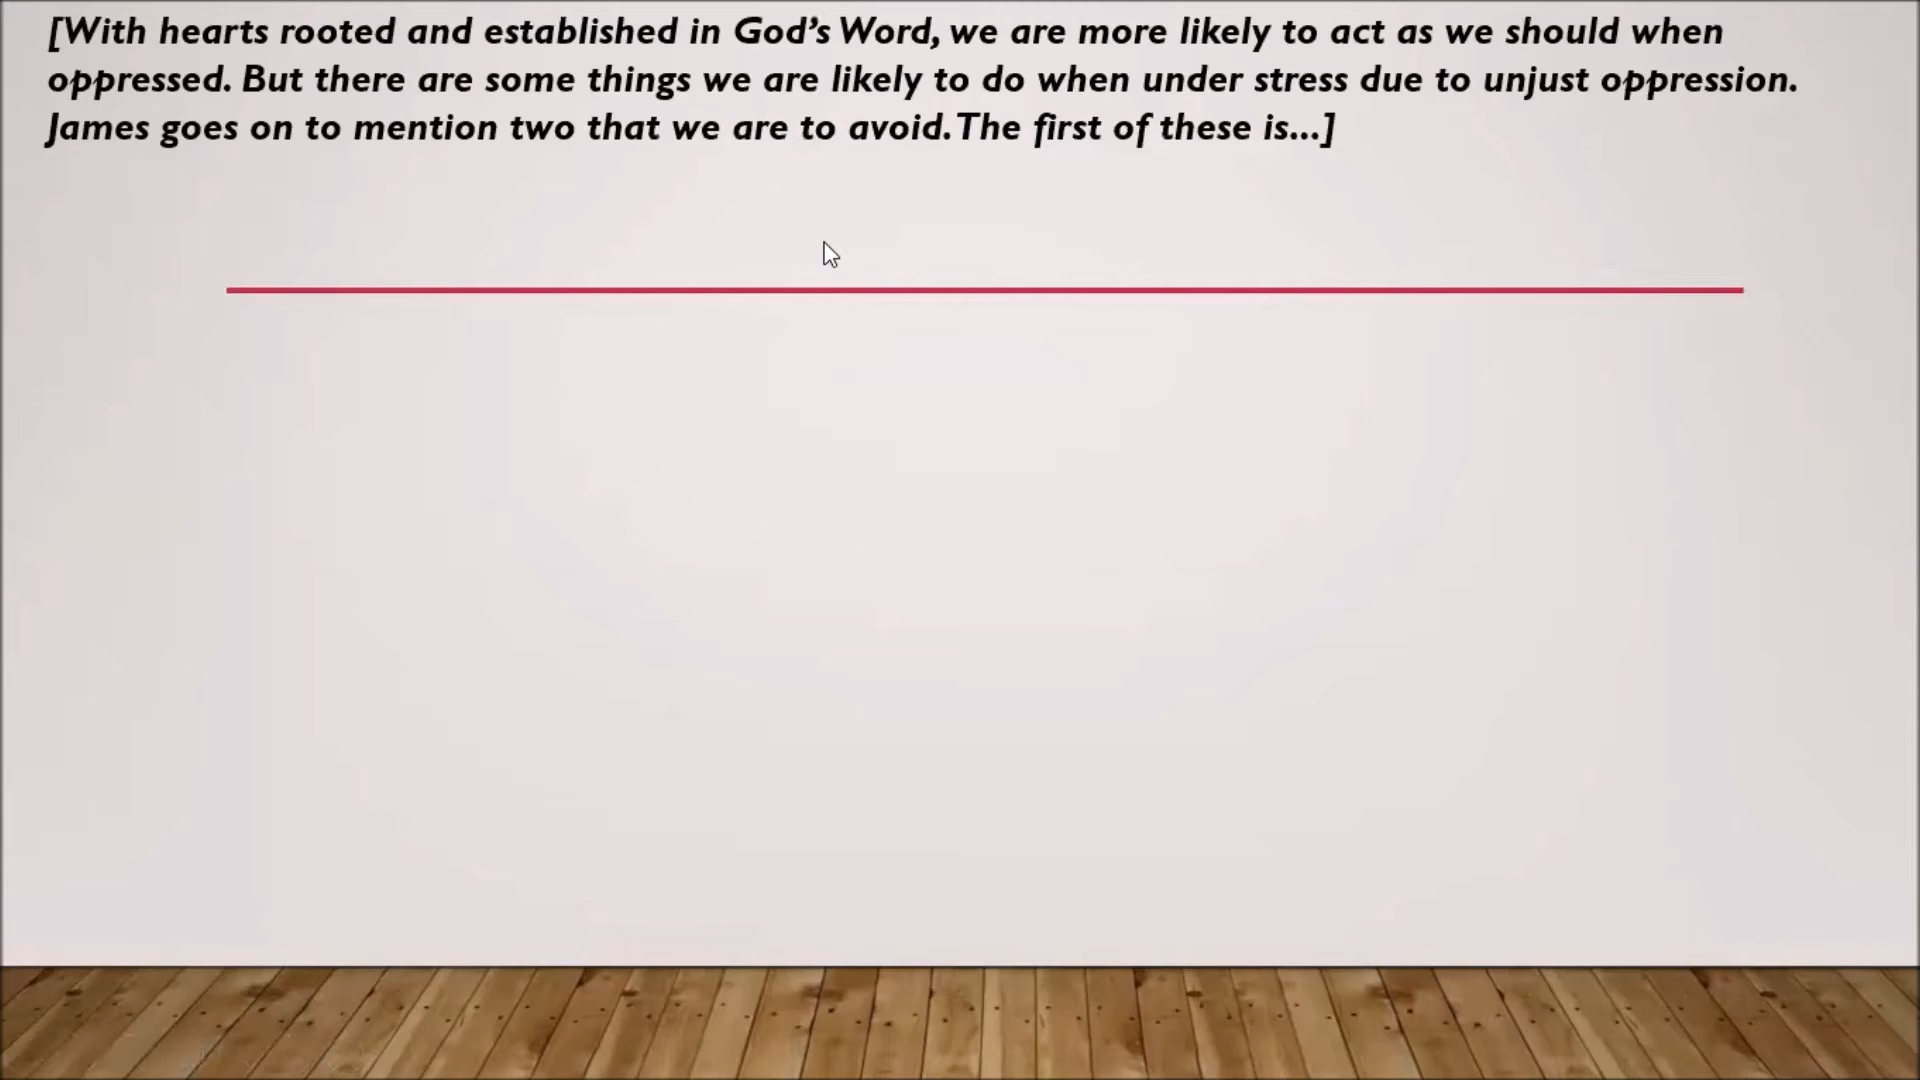 [With hearts rooted and established in God’s Word, we are more likely to act as we should when
oppressed. But there are some things we are likely to do when under stress due to unjust oppression.
James goes on to mention two that we are to avoid. The first of these is...]